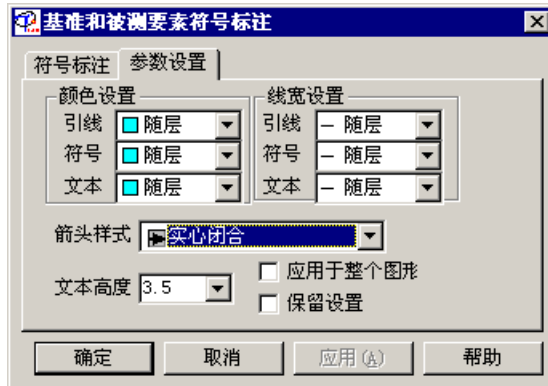 基准和被测要素符号标注
符号标注 参数设置
颜色设置 线宽设置
引线 随层 引线 随层
符号 随层 符号 随层
文本 随层 文本 随层
箭头样式 实心闭合
文本高度 3.5 应用于整个图形
保留设置
确定 取消 应用(A) 帮助